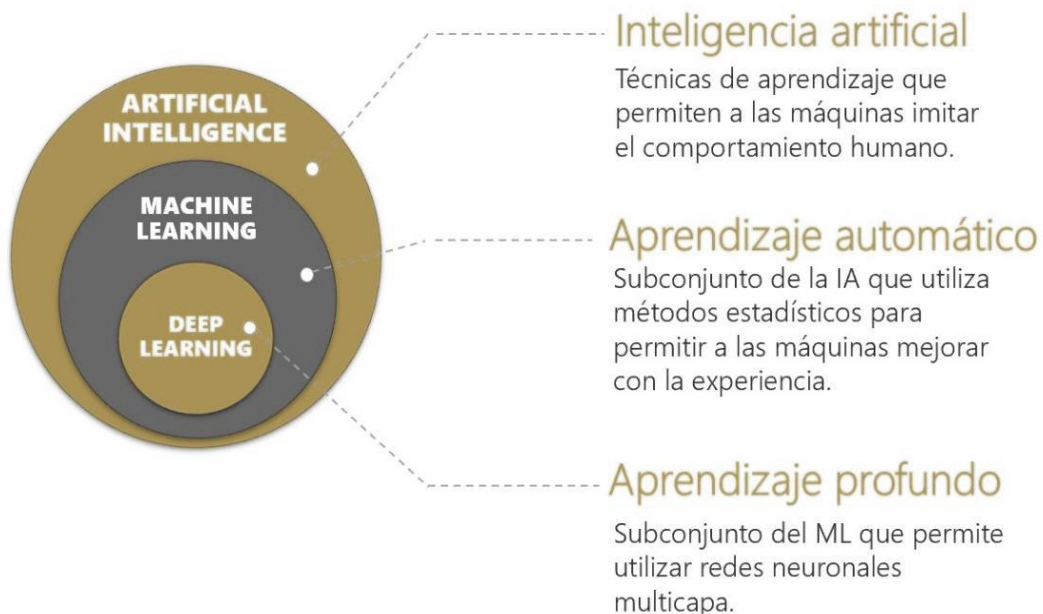 ARTIFICIAL
INTELLIGENCE
MACHINE
LEARNING
DEEP
LEARNING
Inteligencia artificial
Técnicas de aprendizaje que
permiten a las máquinas imitar
el comportamiento humano.
Aprendizaje automático
Subconjunto de la IA que utiliza
métodos estadísticos para
permitir a las máquinas mejorar
con la experiencia.
Aprendizaje profundo
Subconjunto del ML que permite
utilizar redes neuronales
multicapa.